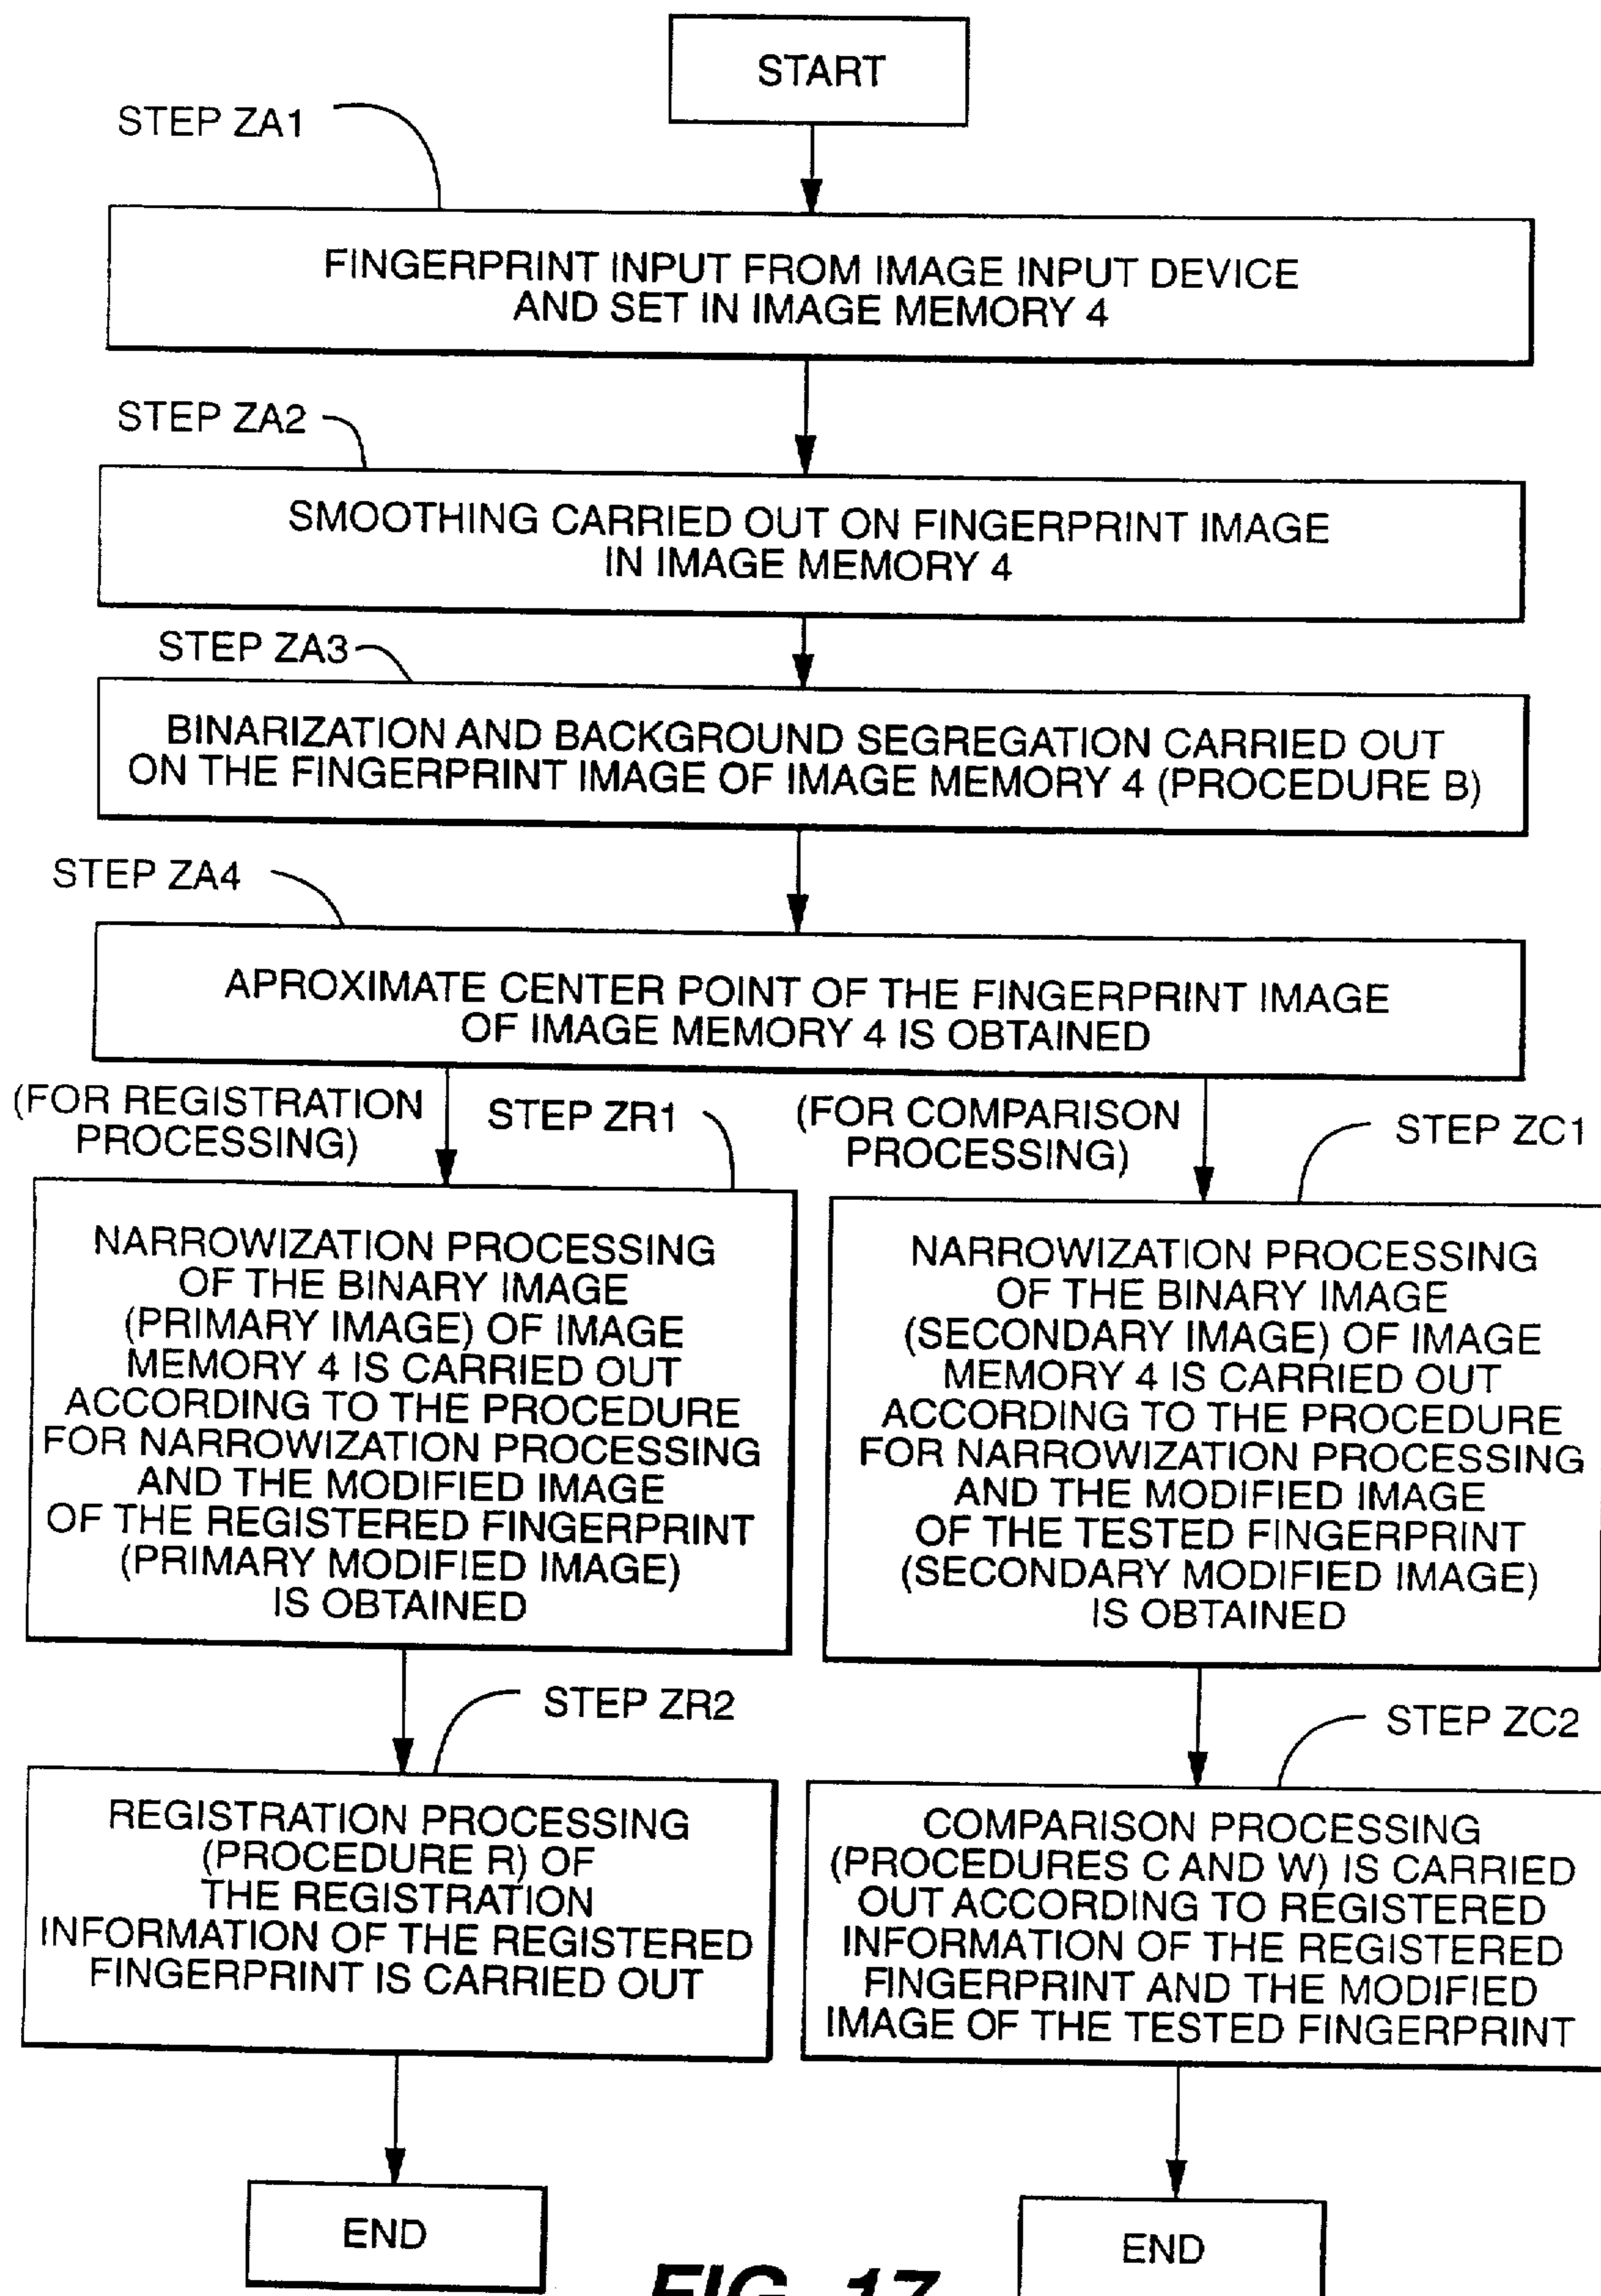 START
STEP ZA1
FINGERPRINT INPUT FROM IMAGE INPUT DEVICE
AND SET IN IMAGE MEMORY 4
STEP ZA2
SMOOTHING CARRIED OUT ON FINGERPRINT IMAGE
IN IMAGE MEMORY 4
STEP ZA3
BINARIZATION AND BACKGROUND SEGREGATION CARRIED OUT
ON THE FINGERPRINT IMAGE OF IMAGE MEMORY 4 (PROCEDURE B)
STEP ZA4
APROXIMATE CENTER POINT OF THE FINGERPRINT IMAGE
OF IMAGE MEMORY 4 IS OBTAINED
(FOR REGISTRATION
PROCESSING)
STEP ZR1
NARROWIZATION PROCESSING
OF THE BINARY IMAGE
(PRIMARY IMAGE) OF IMAGE
MEMORY 4 IS CARRIED OUT
ACCORDING TO THE PROCEDURE
FOR NARROWIZATION PROCESSING
AND THE MODIFIED IMAGE
OF THE REGISTERED FINGERPRINT
(PRIMARY MODIFIED IMAGE)
IS OBTAINED
STEP ZR2
REGISTRATION PROCESSING
(PROCEDURE R) OF
THE REGISTRATION
INFORMATION OF THE REGISTERED
FINGERPRINT IS CARRIED OUT
END
(FOR COMPARISON
PROCESSING)
STEP ZC1
NARROWIZATION PROCESSING
OF THE BINARY IMAGE
(SECONDARY IMAGE) OF IMAGE
MEMORY 4 IS CARRIED OUT
ACCORDING TO THE PROCEDURE
FOR NARROWIZATION PROCESSING
AND THE MODIFIED IMAGE
OF THE TESTED FINGERPRINT
(SECONDARY MODIFIED IMAGE)
IS OBTAINED
STEP ZC2
COMPARISON PROCESSING
(PROCEDURES C AND W) IS CARRIED
OUT ACCORDING TO REGISTERED
INFORMATION OF THE REGISTERED
FINGERPRINT AND THE MODIFIED
IMAGE OF THE TESTED FINGERPRINT
END
FIG. 17